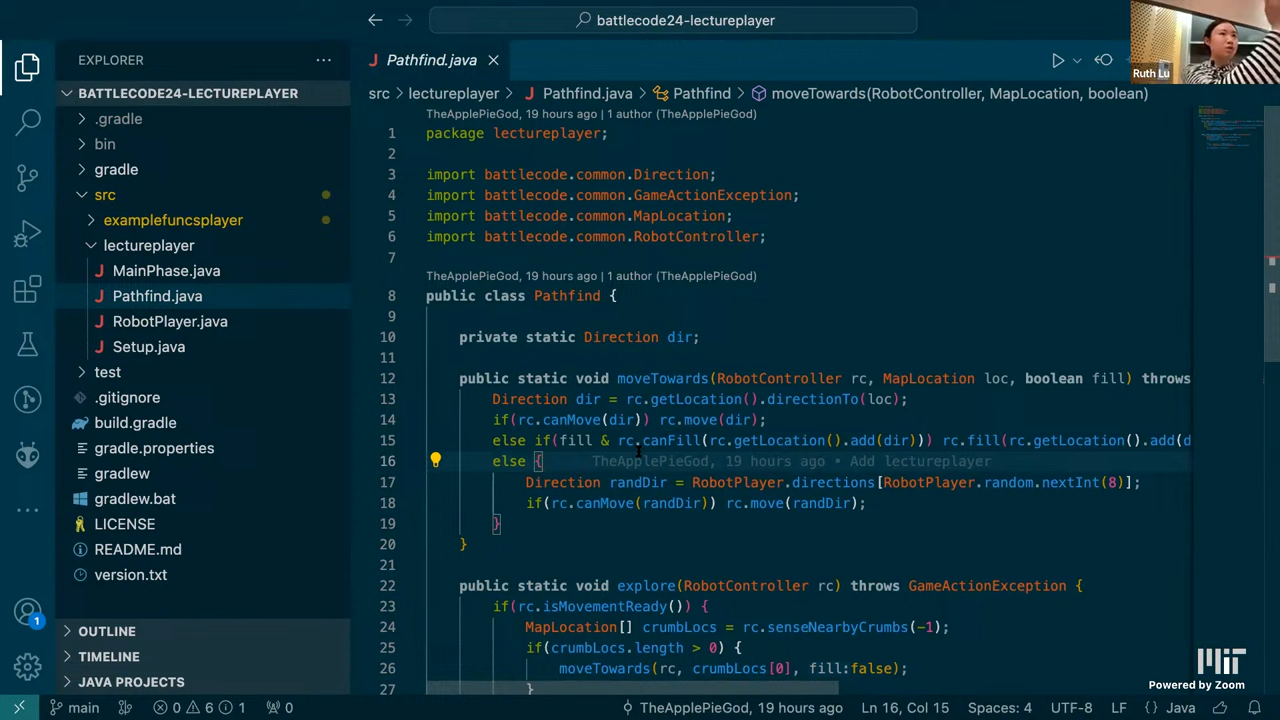 battlecode24-lectureplayer
Ruth Lu
EXPLORER
BATTLECODE24-LECTUREPLAYER
.gradle
bin
gradle
src
examplefuncsplayer
lectureplayer
MainPhase.java
Pathfind.java
RobotPlayer.java
Setup.java
test
.gitignore
build.gradle
gradle.properties
gradlew
gradlew.bat
LICENSE
README.md
version.txt
OUTLINE
TIMELINE
JAVA PROJECTS
1
J Pathfind.java
src > lectureplayer > J Pathfind.java > Pathfind > moveTowards(RobotController, MapLocation, boolean)
TheApplePieGod, 19 hours ago | 1 author (TheApplePieGod)
1 package lectureplayer;
2
3 import battlecode.common.Direction;
4 import battlecode.common.GameActionException;
5 import battlecode.common.MapLocation;
6 import battlecode.common.RobotController;
7
TheApplePieGod, 19 hours ago | 1 author (TheApplePieGod)
8 public class Pathfind {
9
10 private static Direction dir;
11
12 public static void moveTowards(RobotController rc, MapLocation loc, boolean fill) throws
13 Direction dir = rc.getLocation().directionTo(loc);
14 if(rc.canMove(dir)) rc.move(dir);
15 else if(fill & rc.canFill(rc.getLocation().add(dir))) rc.fill(rc.getLocation().add(d
16 else { TheApplePieGod, 19 hours ago • Add lectureplayer
17 Direction randDir = RobotPlayer.directions[RobotPlayer.random.nextInt(8)];
18 if(rc.canMove(randDir)) rc.move(randDir);
19 }
20 }
21
22 public static void explore(RobotController rc) throws GameActionException {
23 if(rc.isMovementReady()) {
24 MapLocation[] crumbLocs = rc.senseNearbyCrumbs(-1);
25 if(crumbLocs.length > 0) {
26 moveTowards(rc, crumbLocs[0], fill:false);
27 }
MIT
Powered by Zoom
main 0 6 1 0 TheApplePieGod, 19 hours ago Ln 16, Col 15 Spaces: 4 UTF-8 LF {} Java